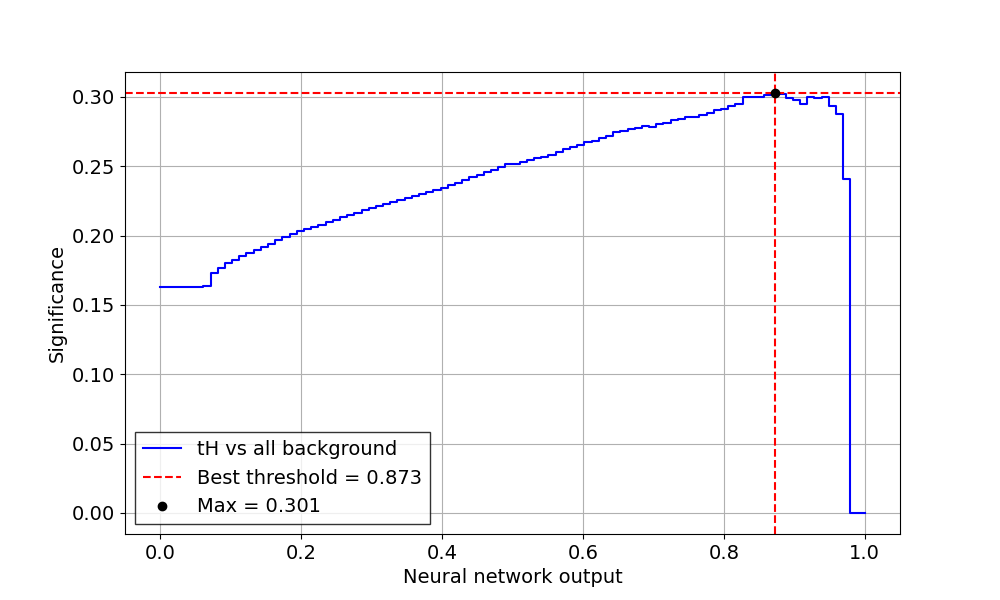 0.30
0.25
0.20
0.15
0.10
0.05
0.00
Significance
tH vs all background
Best threshold = 0.873
Max = 0.301
0.0 0.2 0.4 0.6 0.8 1.0
Neural network output